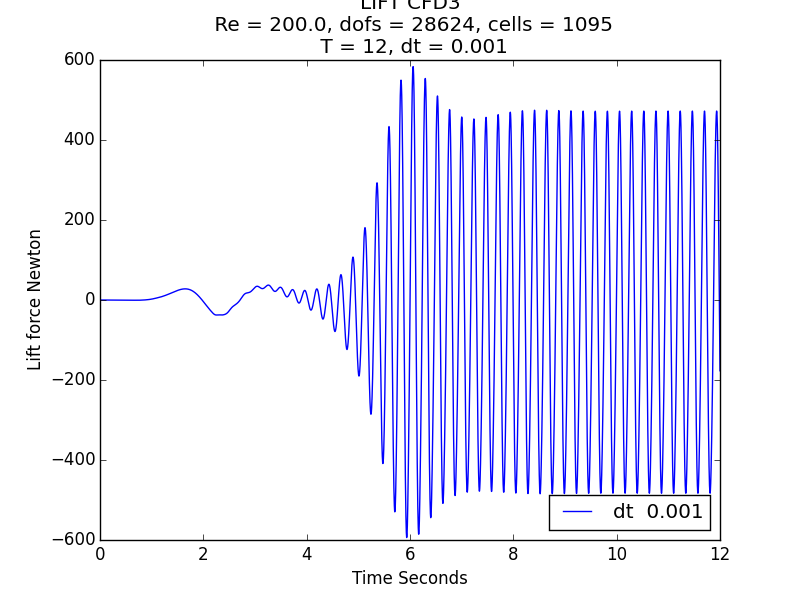 LIFT CFD3
Re = 200.0, dofs = 28624, cells = 1095
T = 12, dt = 0.001
600
400
200
0
−200
−400
−600
Lift force Newton
0 2 4 6 8 10 12
Time Seconds
dt 0.001